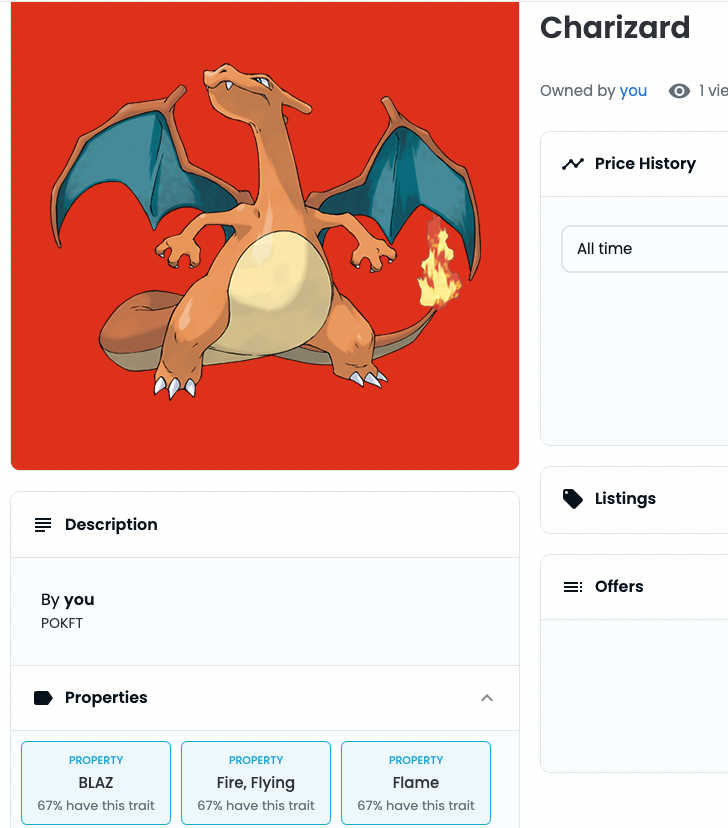 Charizard
Owned by you
1 vie
Price History
All time
Listings
Offers
Description
By you
POKFT
Properties
PROPERTY
BLAZ
67% have this trait
PROPERTY
Fire, Flying
67% have this trait
PROPERTY
Flame
67% have this trait